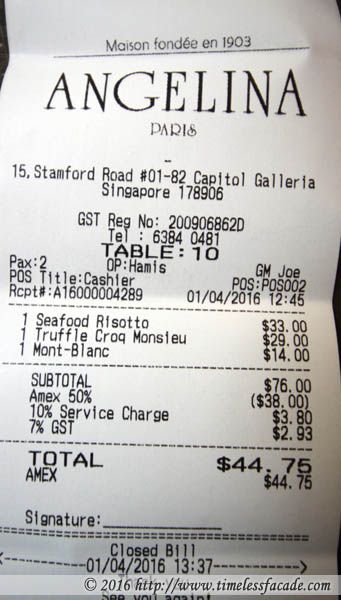 Maison fondée en 1903
ANGELINA
PARIS
15, Stamford Road #01-82 Capitol Galleria
Singapore 178906
GST Reg No: 200906862D
Tel : 6384 0481
TABLE: 10
Pax:2 OP:Hamis GM Joe
POS Title:Cashier POS:POS002
Rcpt#:A16000004289 01/04/2016 12:45
1 Seafood Risotto $33.00
1 Truffle Croq Monsieu $29.00
1 Mont-Blanc $14.00
SUBTOTAL $76.00
Amex 50% ($38.00)
10% Service Charge $3.80
7% GST $2.93
TOTAL $44.75
AMEX $44.75
Signature:
Closed Bill
<-------01/04/2016 13:37------->
© 2016 http://www.timelessfacade.com
See you again!